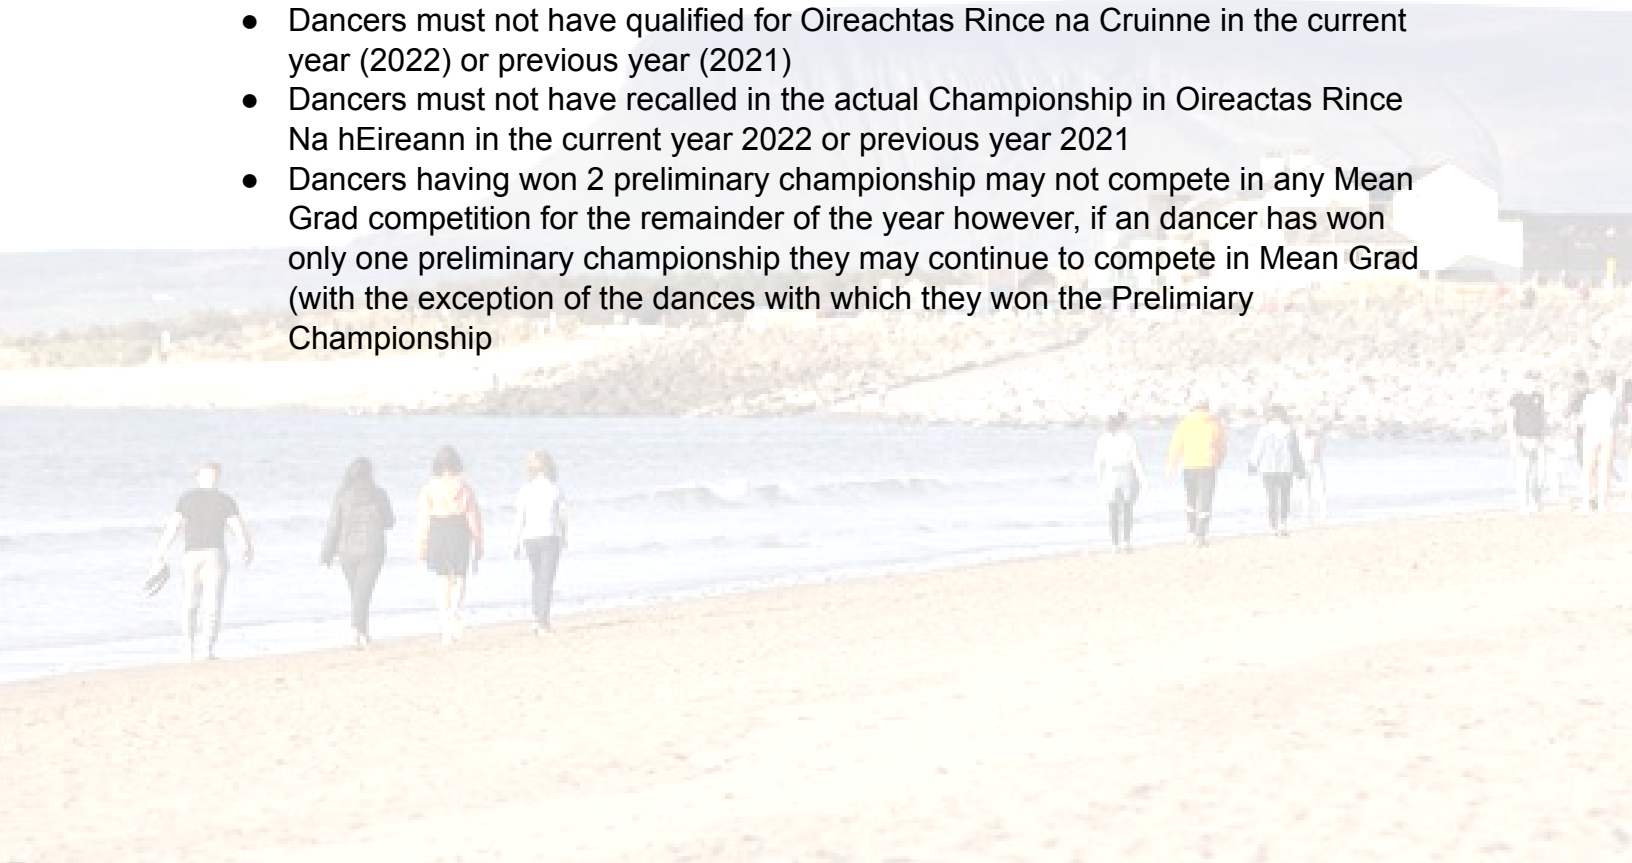 ● Dancers must not have qualified for Oireachtas Rince na Cruinne in the current
year (2022) or previous year (2021)
● Dancers must not have recalled in the actual Championship in Oireactas Rince
Na hEireann in the current year 2022 or previous year 2021
● Dancers having won 2 preliminary championship may not compete in any Mean
Grad competition for the remainder of the year however, if an dancer has won
only one preliminary championship they may continue to compete in Mean Grad
(with the exception of the dances with which they won the Prelimiary
Championship